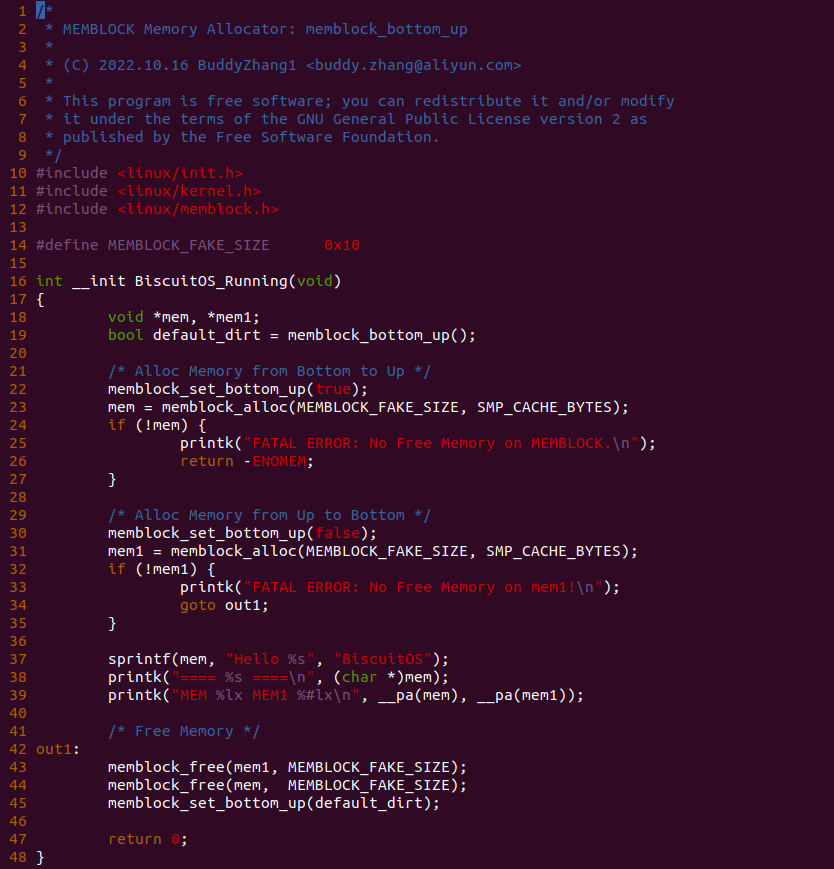 1 /*
2  * MEMBLOCK Memory Allocator: memblock_bottom_up
3  *
4  * (C) 2022.10.16 BuddyZhang1 <buddy.zhang@aliyun.com>
5  *
6  * This program is free software; you can redistribute it and/or modify
7  * it under the terms of the GNU General Public License version 2 as
8  * published by the Free Software Foundation.
9  */
10 #include <linux/init.h>
11 #include <linux/kernel.h>
12 #include <linux/memblock.h>
13
14 #define MEMBLOCK_FAKE_SIZE      0x10
15
16 int __init BiscuitOS_Running(void)
17 {
18         void *mem, *mem1;
19         bool default_dirt = memblock_bottom_up();
20
21         /* Alloc Memory from Bottom to Up */
22         memblock_set_bottom_up(true);
23         mem = memblock_alloc(MEMBLOCK_FAKE_SIZE, SMP_CACHE_BYTES);
24         if (!mem) {
25                 printk("FATAL ERROR: No Free Memory on MEMBLOCK.\n");
26                 return -ENOMEM;
27         }
28
29         /* Alloc Memory from Up to Bottom */
30         memblock_set_bottom_up(false);
31         mem1 = memblock_alloc(MEMBLOCK_FAKE_SIZE, SMP_CACHE_BYTES);
32         if (!mem1) {
33                 printk("FATAL ERROR: No Free Memory on mem1!\n");
34                 goto out1;
35         }
36
37         sprintf(mem, "Hello %s", "BiscuitOS");
38         printk("==== %s ====\n", (char *)mem);
39         printk("MEM %lx MEM1 %#lx\n", __pa(mem), __pa(mem1));
40
41         /* Free Memory */
42 out1:
43         memblock_free(mem1, MEMBLOCK_FAKE_SIZE);
44         memblock_free(mem,  MEMBLOCK_FAKE_SIZE);
45         memblock_set_bottom_up(default_dirt);
46
47         return 0;
48 }